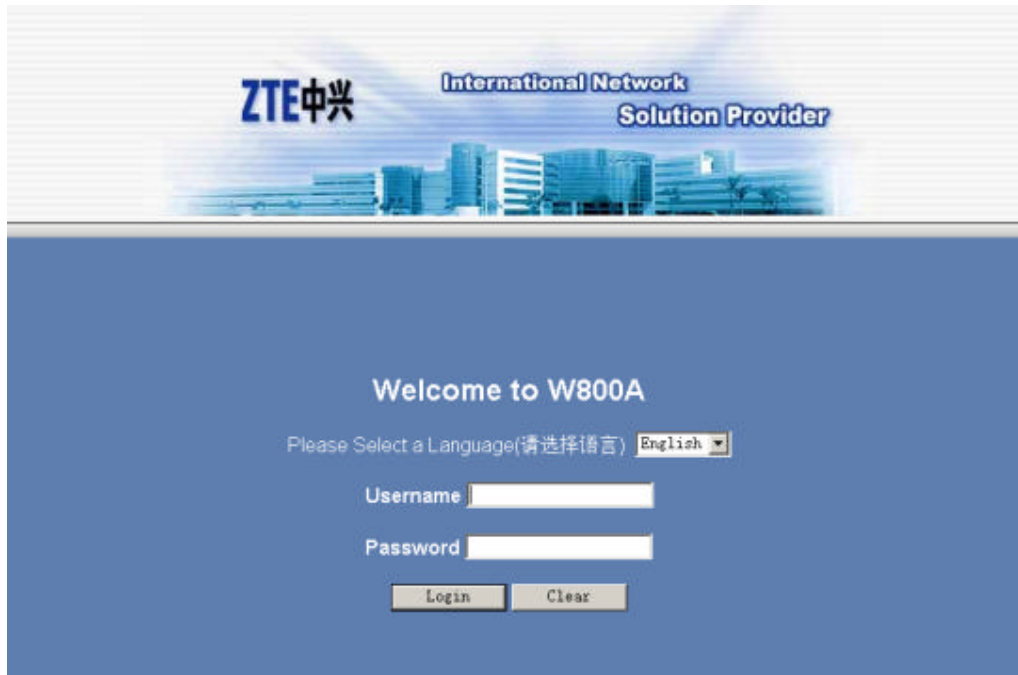 ZTE中兴
International Network
Solution Provider
Welcome to W800A
Please Select a Language(请选择语言) English
Username
Password
Login Clear